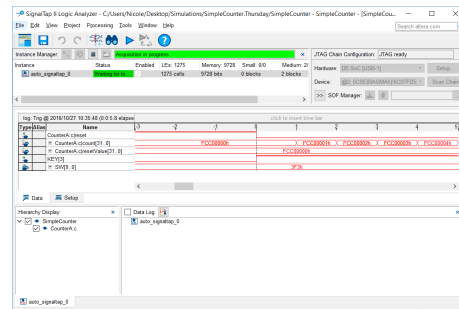 SignalTap II Logic Analyzer - C:/Users/Nicole/Desktop/Simulations/SimpleCounter.Thursday/SimpleCounter - SimpleCounter - [SimpleCou...
File Edit View Project Processing Tools Window Help
Search altera.com
Instance Manager: Acquisition in progress
JTAG Chain Configuration: JTAG ready
Instance Status Enabled LEs: 1275 Memory: 9728 Small: 0/0 Medium: 2/
auto_signaltap_0 1275 cells 9728 bits 0 blocks 2 blocks
Hardware: DE-SoC [USB-1] Setup...
Device: Scan Chain
>> SOF Manager:
log: Trig @ 2016/10/27 10:35:48 (0:0:5.8 elapse click to insert time bar
Type Alias Name -3 -2 -1 0 1 2 3 4
CounterA:c|reset
CounterA:c|count[31..0] FCC00000h FCC00001h FCC00002h FCC00003h FCC00004h
CounterA:c|resetValue[31..0] FCC00000h
KEY[3]
SW[9..0] 3F3h
Data Setup
Hierarchy Display: Data Log:
SimpleCounter auto_signaltap_0
CounterA:c
auto_signaltap_0